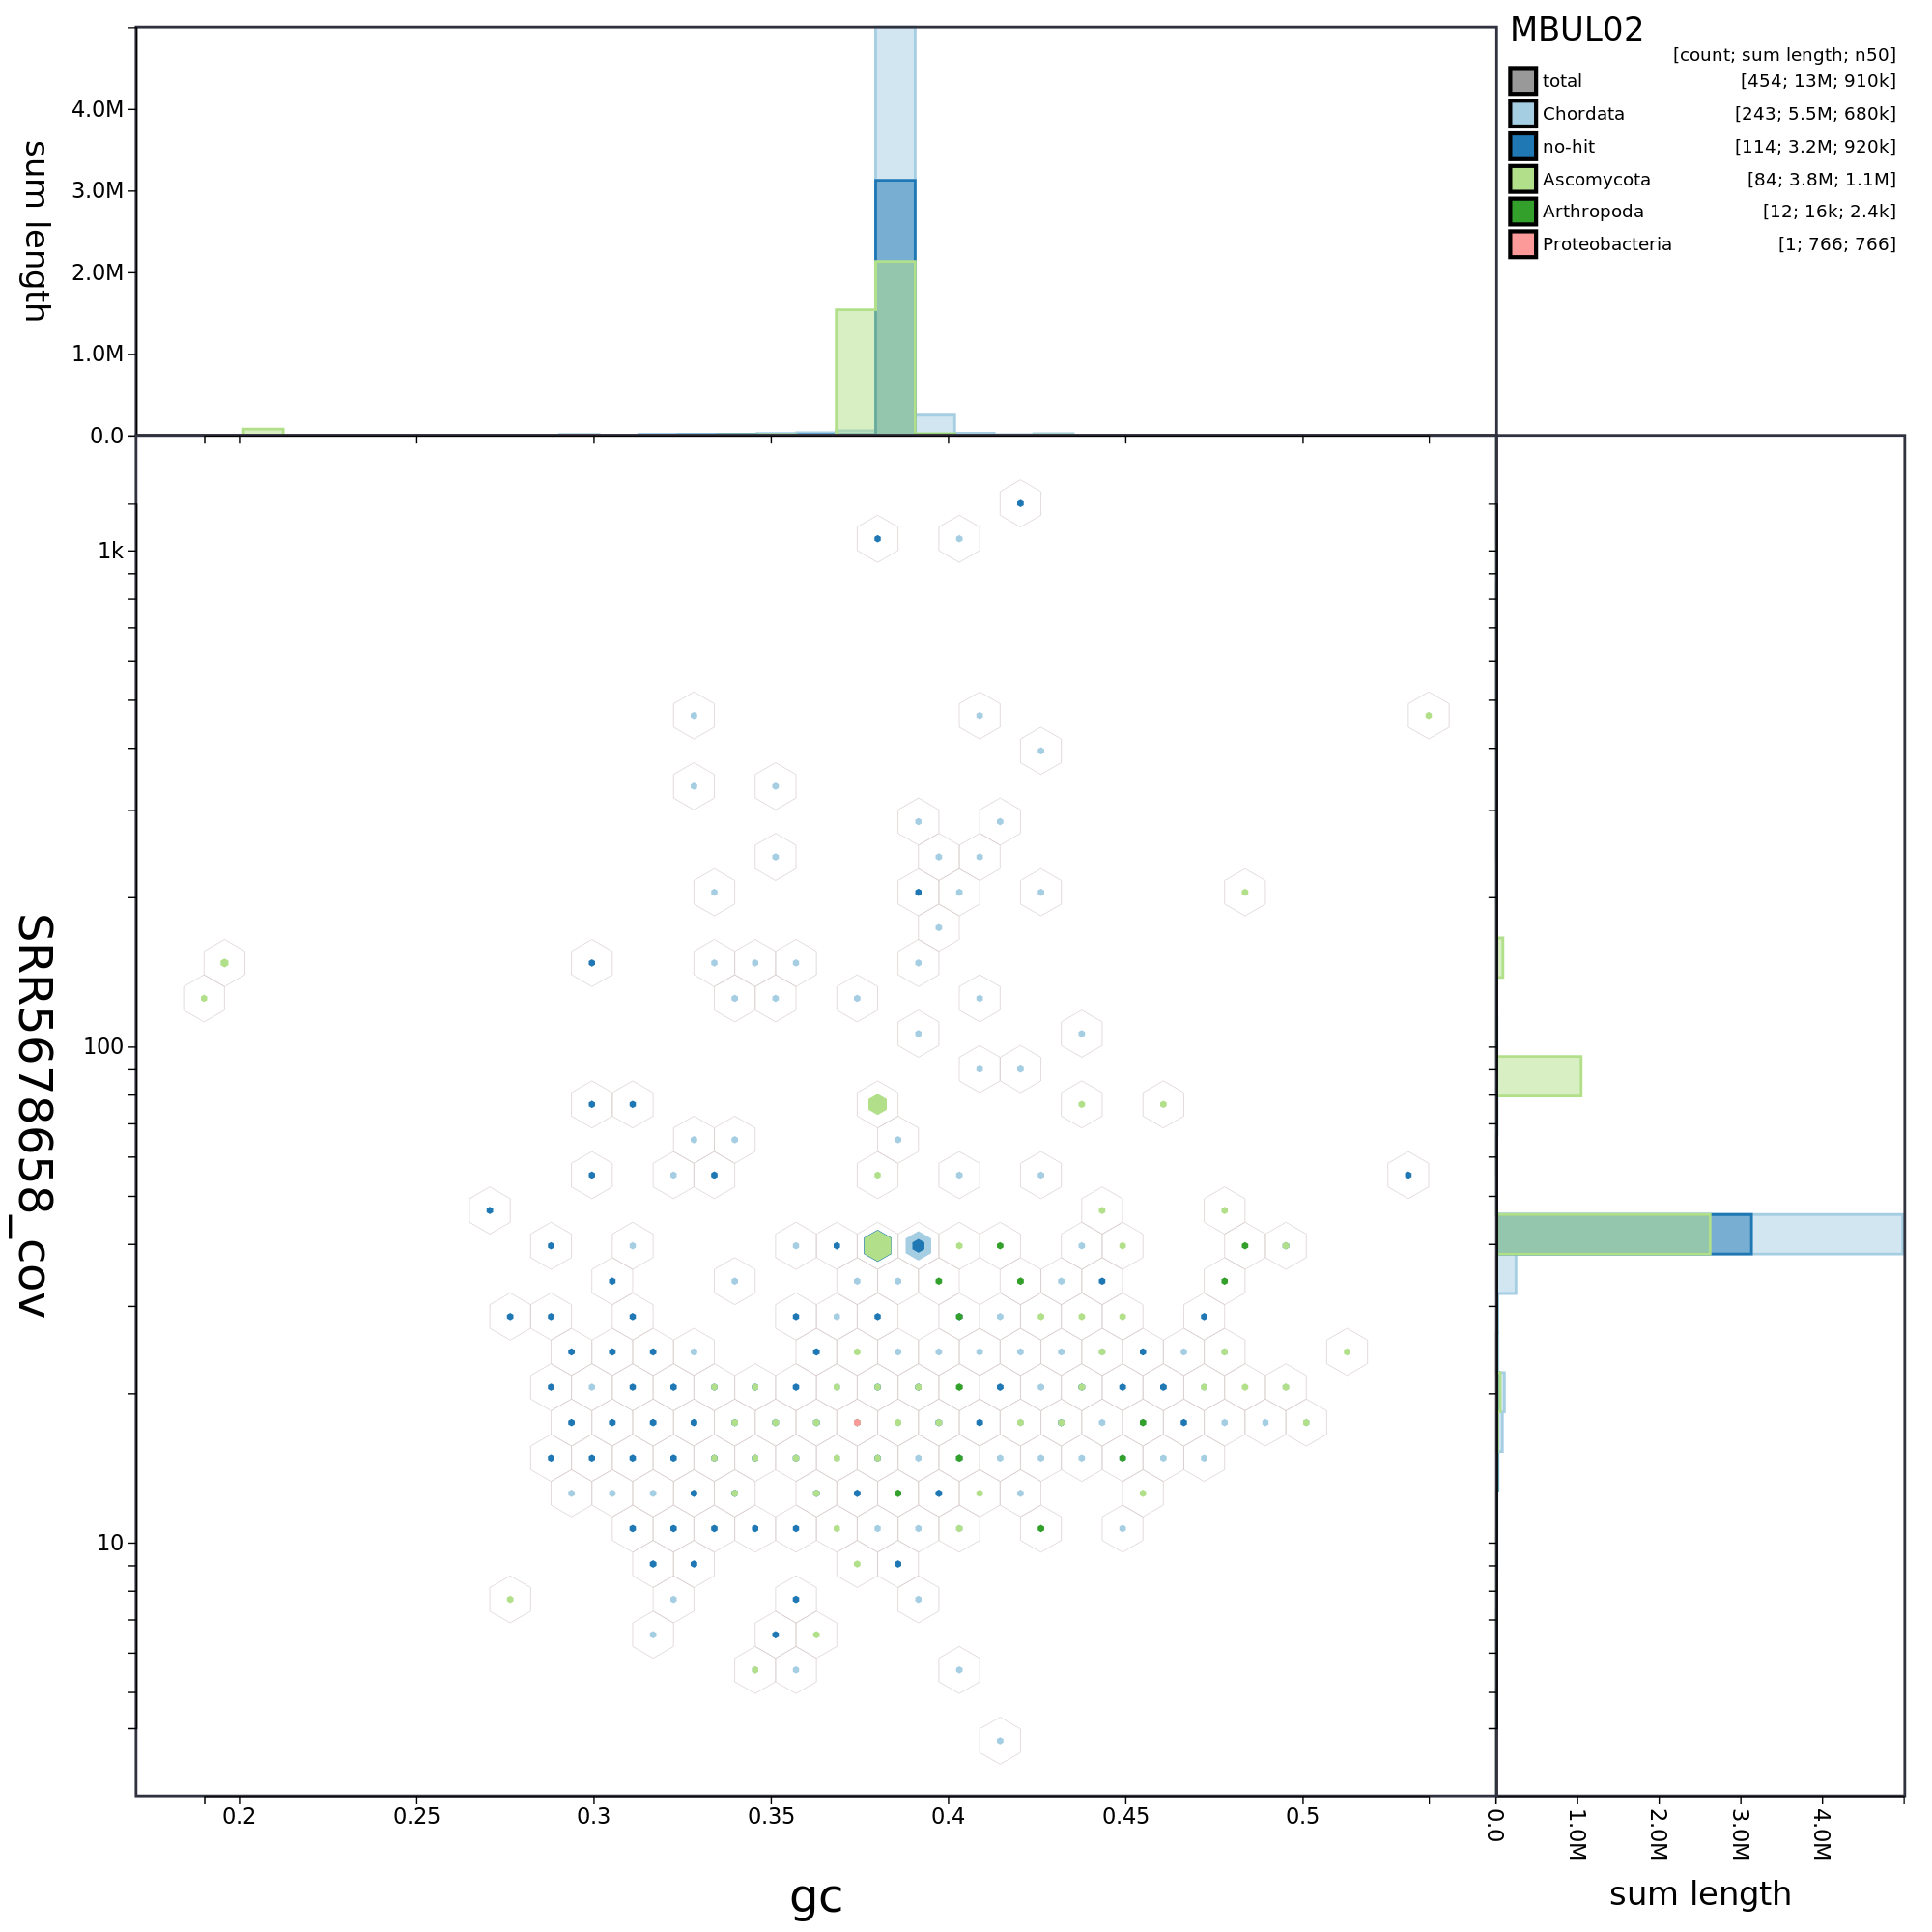 MBUL02
[count; sum length; n50]
total [454; 13M; 910k]
Chordata [243; 5.5M; 680k]
no-hit [114; 3.2M; 920k]
Ascomycota [84; 3.8M; 1.1M]
Arthropoda [12; 16k; 2.4k]
Proteobacteria [1; 766; 766]
sum length
4.0M
3.0M
2.0M
1.0M
0.0
SRR5678658_cov
1k
100
10
0.2 0.25 0.3 0.35 0.4 0.45 0.5
gc
0.0 1.0M 2.0M 3.0M 4.0M
sum length